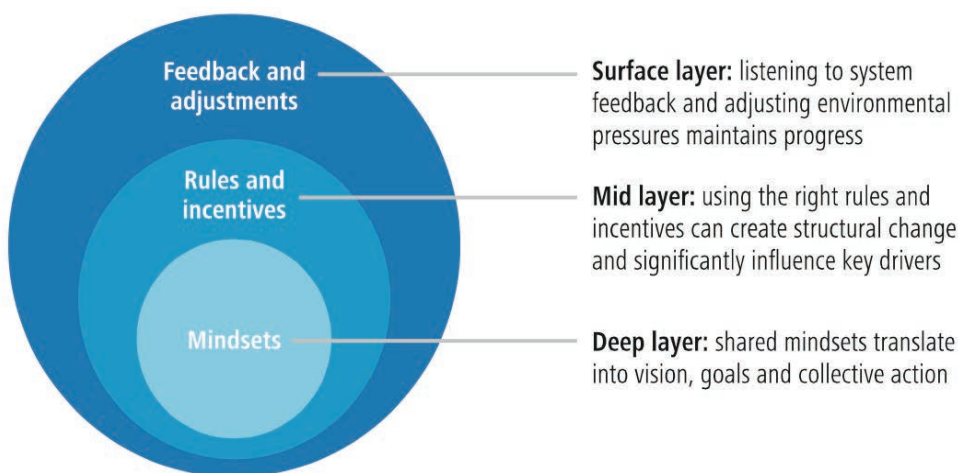 Feedback and
adjustments
Surface layer: listening to system
feedback and adjusting environmental
pressures maintains progress
Rules and
incentives
Mid layer: using the right rules and
incentives can create structural change
and significantly influence key drivers
Mindsets
Deep layer: shared mindsets translate
into vision, goals and collective action